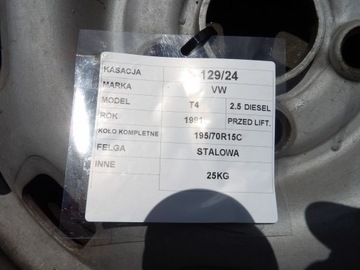 KASACJA 129/24
MARKA VW
MODEL T4 2.5 DIESEL
ROK PRZED LIFT.
KOŁO KOMPLETNE 195/70R15C
FELGA STALOWA
INNE
25KG